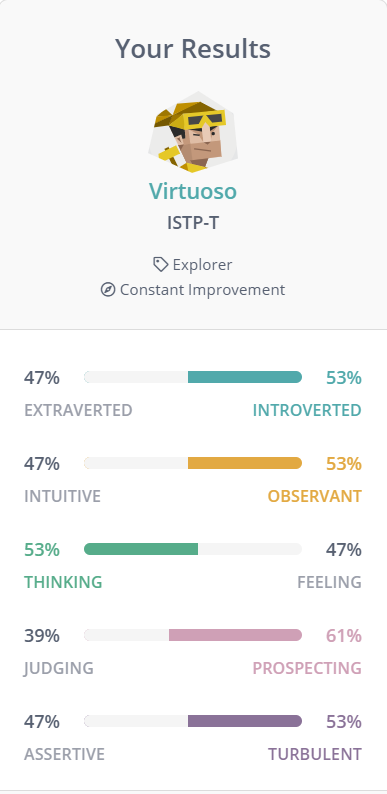 Your Results
Virtuoso
ISTP-T
Explorer
Constant Improvement
47% 53%
EXTRAVERTED INTROVERTED
47% 53%
INTUITIVE OBSERVANT
53% 47%
THINKING FEELING
39% 61%
JUDGING PROSPECTING
47% 53%
ASSERTIVE TURBULENT